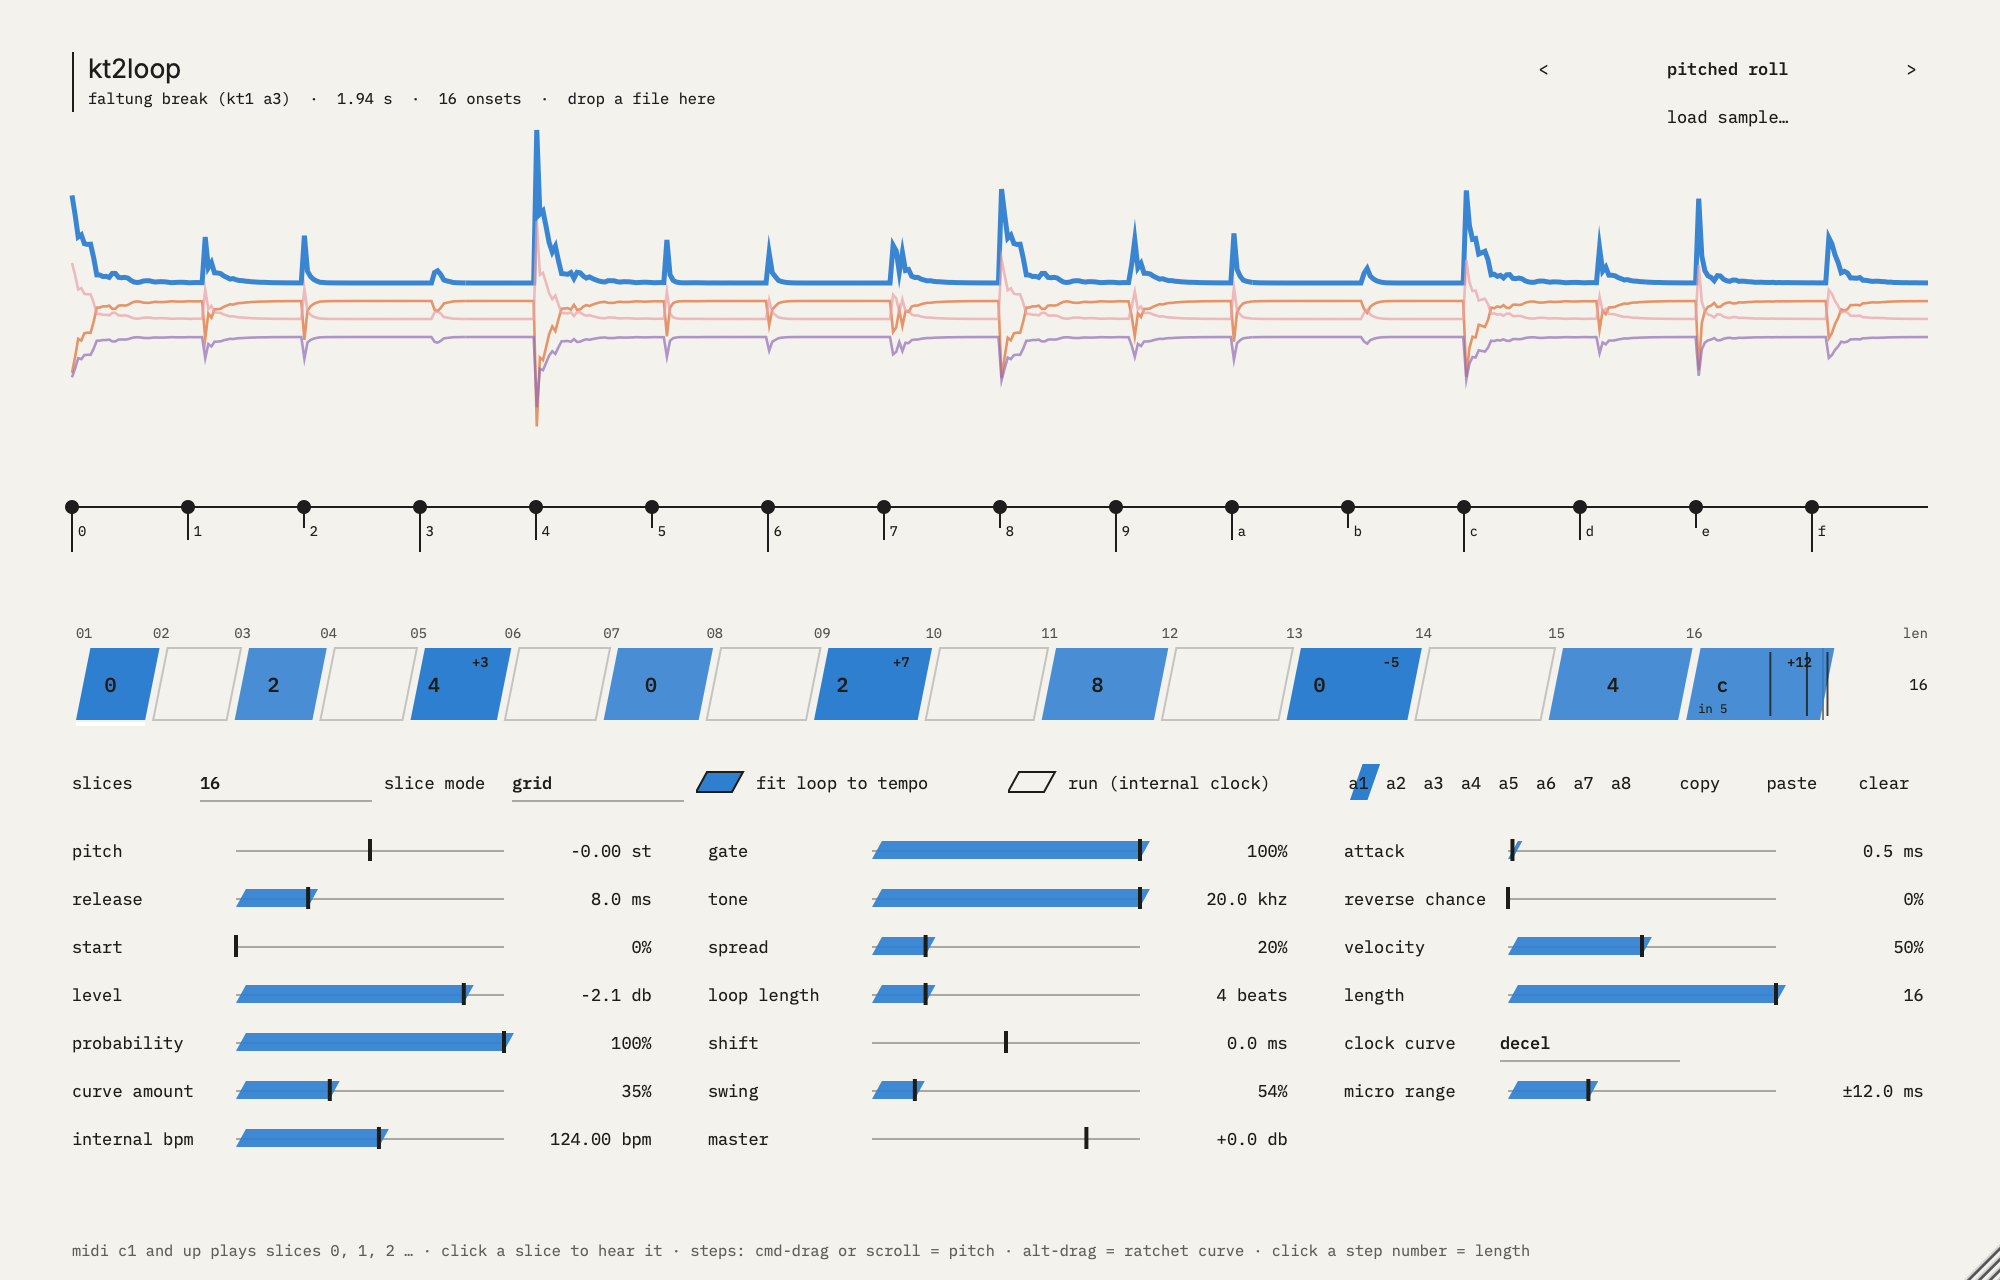 kt2loop
< pitched roll >
faltung break (kt1 a3) · 1.94 s · 16 onsets · drop a file here
load sample…
0 1 2 3 4 5 6 7 8 9 a b c d e f
01 02 03 04 05 06 07 08 09 10 11 12 13 14 15 16 len
+3 +7 -5 +12
0 2 4 0 2 8 0 4 c 16
in 5
slices 16 slice mode grid fit loop to tempo run (internal clock) a1 a2 a3 a4 a5 a6 a7 a8 copy paste clear
pitch -0.00 st gate 100% attack 0.5 ms
release 8.0 ms tone 20.0 khz reverse chance 0%
start 0% spread 20% velocity 50%
level -2.1 db loop length 4 beats length 16
probability 100% shift 0.0 ms clock curve decel
curve amount 35% swing 54% micro range ±12.0 ms
internal bpm 124.00 bpm master +0.0 db
midi c1 and up plays slices 0, 1, 2 … · click a slice to hear it · steps: cmd-drag or scroll = pitch · alt-drag = ratchet curve · click a step number = length